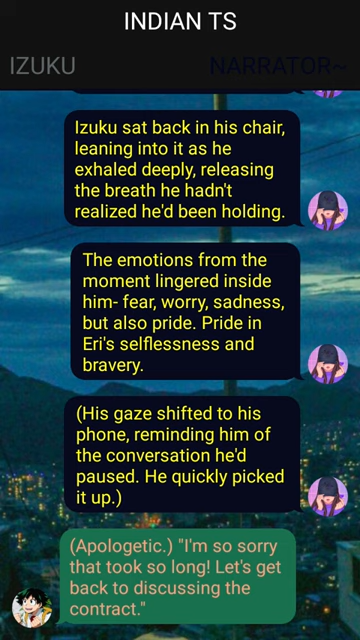 INDIAN TS
IZUKU
NARRATOR~
Izuku sat back in his chair,
leaning into it as he
exhaled deeply, releasing
the breath he hadn't
realized he'd been holding.
The emotions from the
moment lingered inside
him- fear, worry, sadness,
but also pride. Pride in
Eri's selflessness and
bravery.
(His gaze shifted to his
phone, reminding him of
the conversation he'd
paused. He quickly picked
it up.)
(Apologetic.) "I'm so sorry
that took so long! Let's get
back to discussing the
contract."